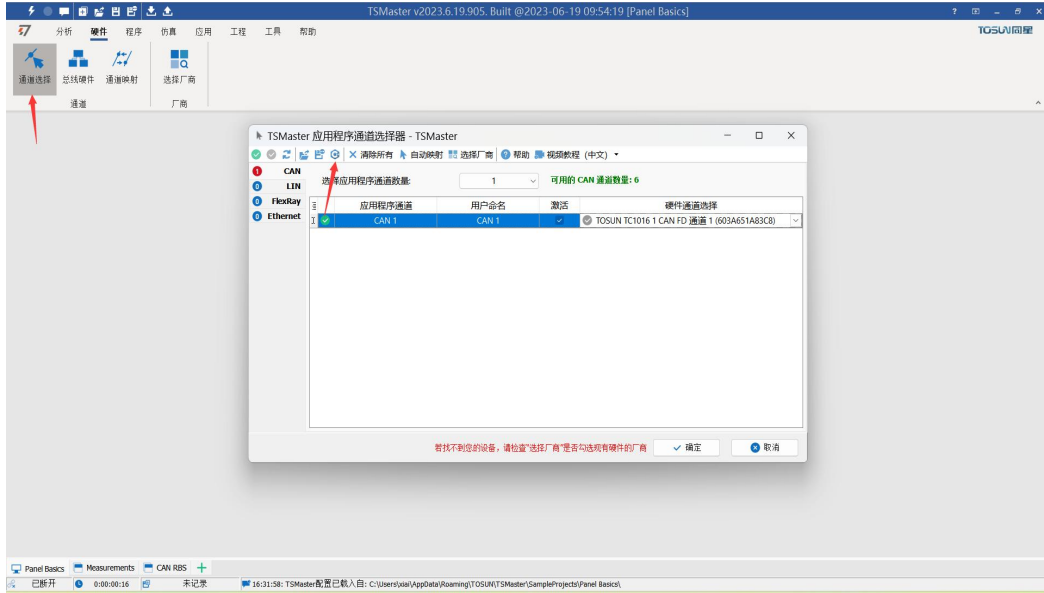 TSMaster v2023.6.19.905. Built @2023-06-19 09:54:19 [Panel Basics]
分析 硬件 程序 仿真 应用 工程 工具 帮助
TOSUN同星
通道选择 总线硬件 通道映射 选择厂商
通道 厂商
TSMaster 应用程序通道选择器 - TSMaster
清除所有 自动映射 选择厂商 帮助 视频教程 (中文)
1 CAN
0 LIN
0 FlexRay
0 Ethernet
选择应用程序通道数量: 1 可用的 CAN 通道数量: 6
应用程序通道 用户命名 激活 硬件通道选择
CAN 1 CAN 1 TOSUN TC1016 1 CAN FD 通道 1 (603A651A83C8)
若找不到您的设备，请检查"选择厂商"是否勾选现有硬件的厂商 确定 取消
Panel Basics Measurements CAN RBS
已断开 0:00:00:16 未记录 16:31:58: TSMaster配置已载入自: C:\Users\xiai\AppData\Roaming\TOSUN\TSMaster\SampleProjects\Panel Basics\